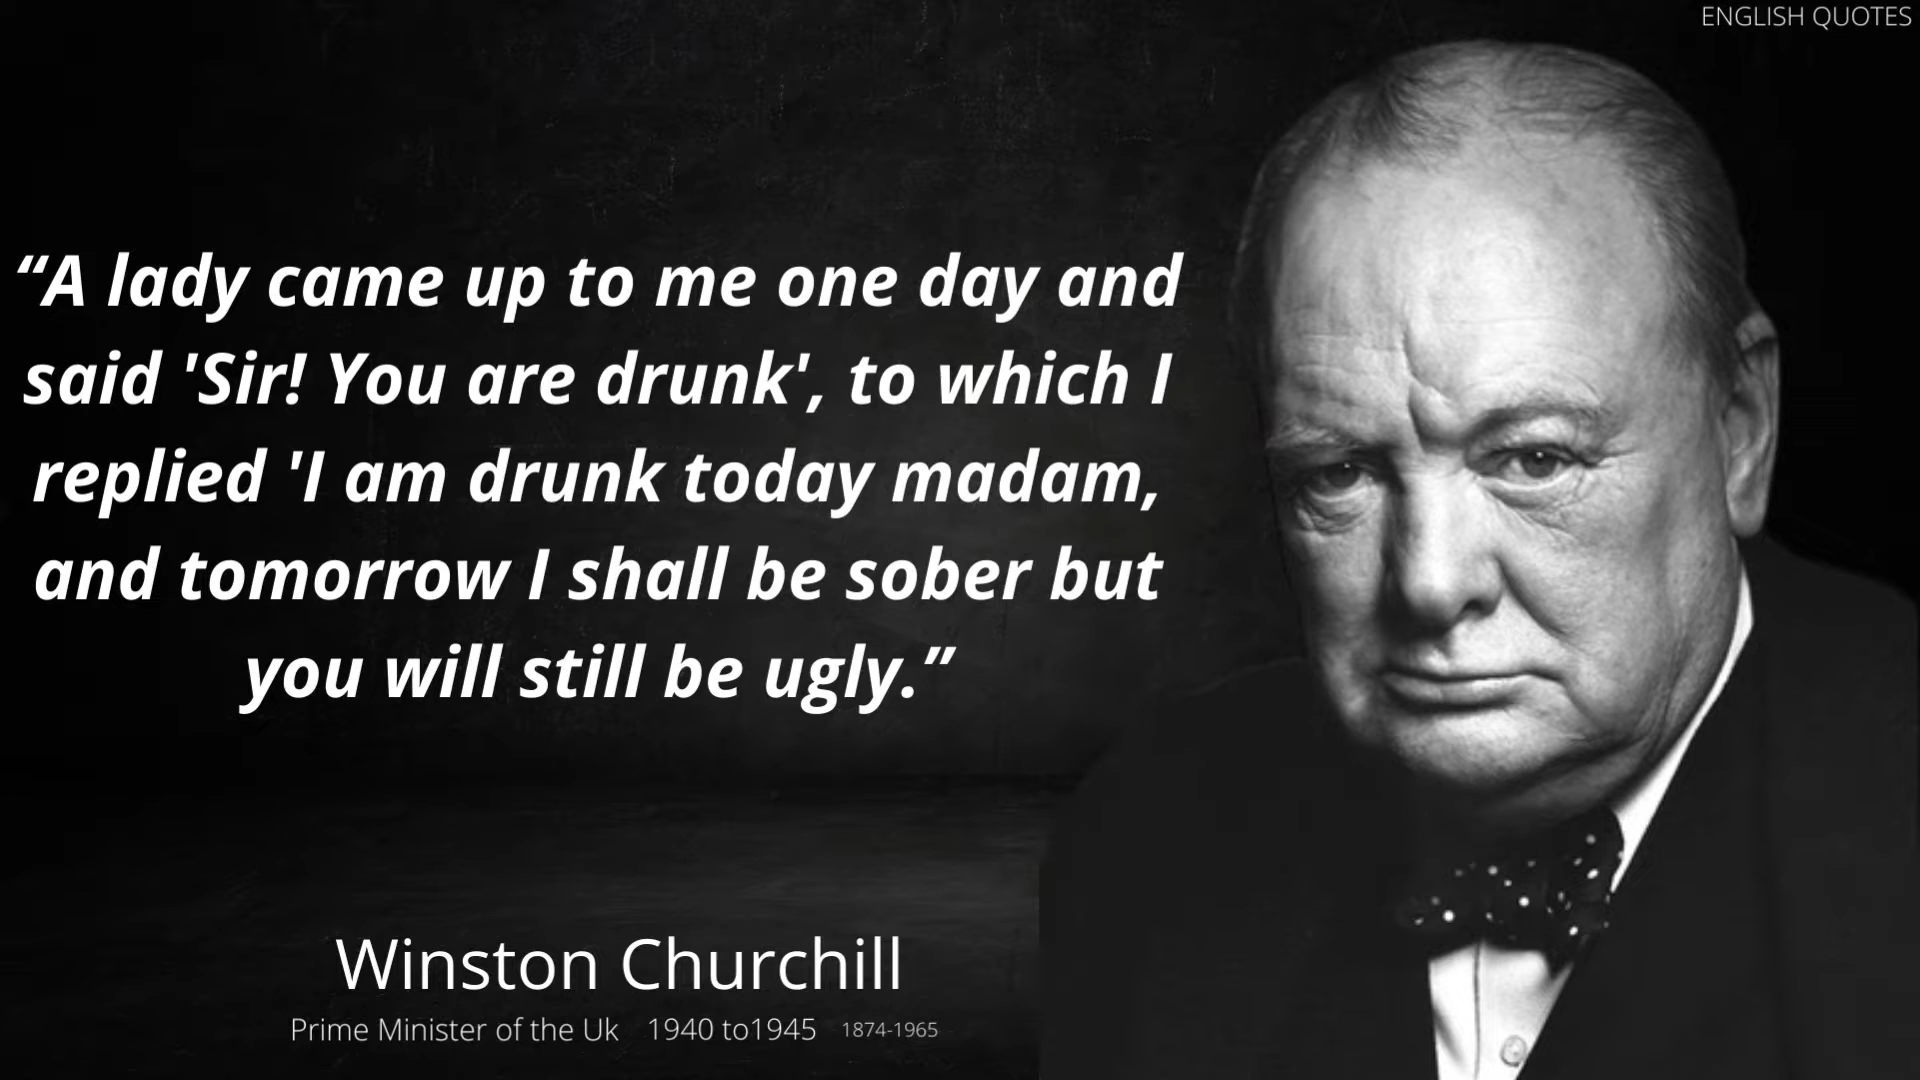 ENGLISH QUOTES
“A lady came up to me one day and
said 'Sir! You are drunk', to which I
replied 'I am drunk today madam,
and tomorrow I shall be sober but
you will still be ugly.”
Winston Churchill
Prime Minister of the Uk 1940 to1945 1874-1965